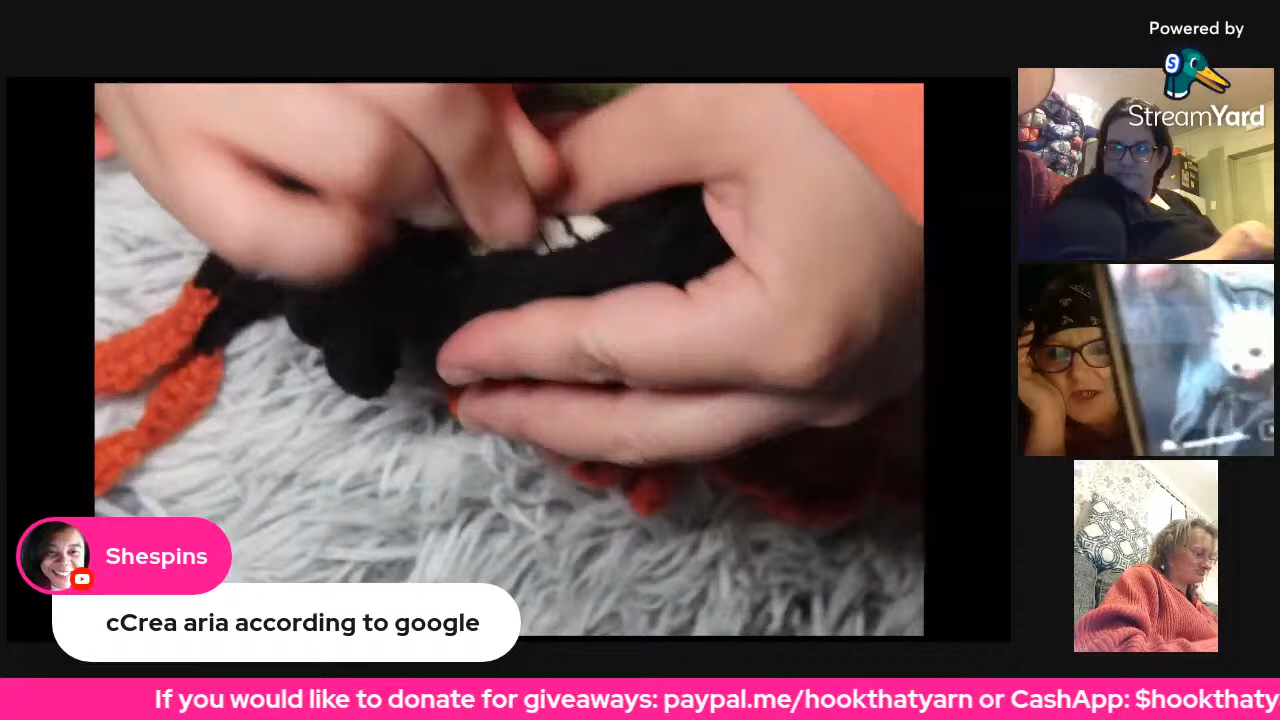 Powered by
StreamYard
Shespins
cCrea aria according to google
If you would like to donate for giveaways: paypal.me/hookthatyarn or CashApp: $hookthaty